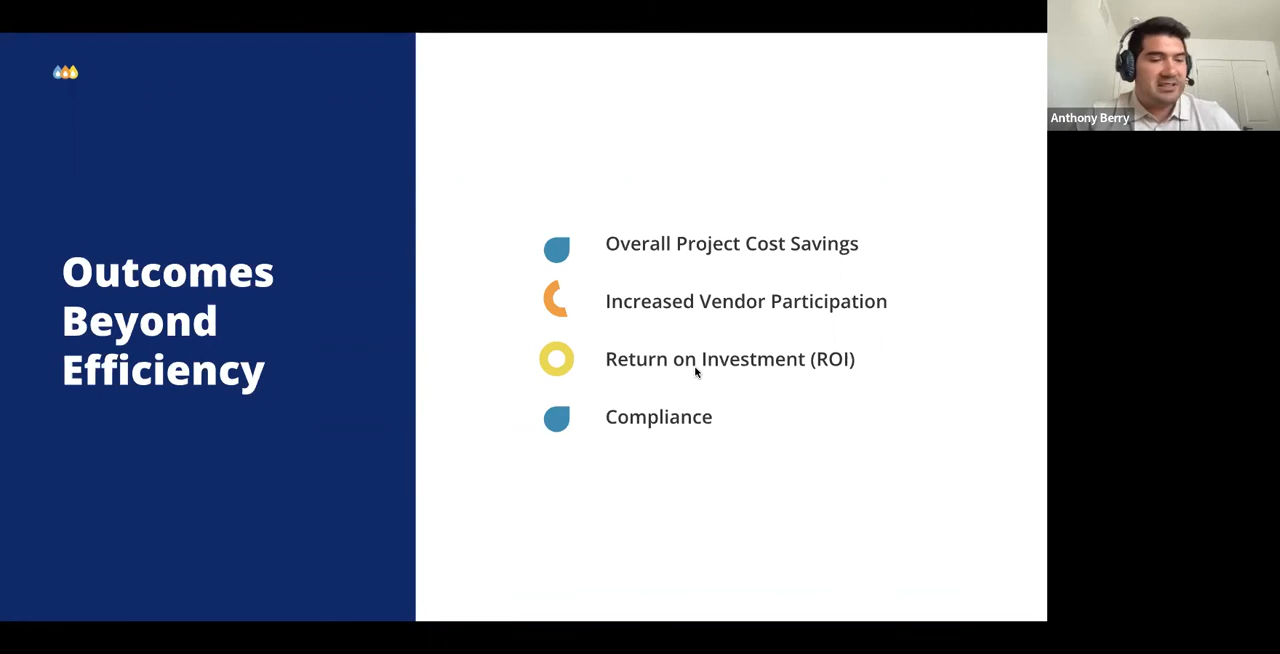 Outcomes
Beyond
Efficiency
Overall Project Cost Savings
Increased Vendor Participation
Return on Investment (ROI)
Compliance
Anthony Berry